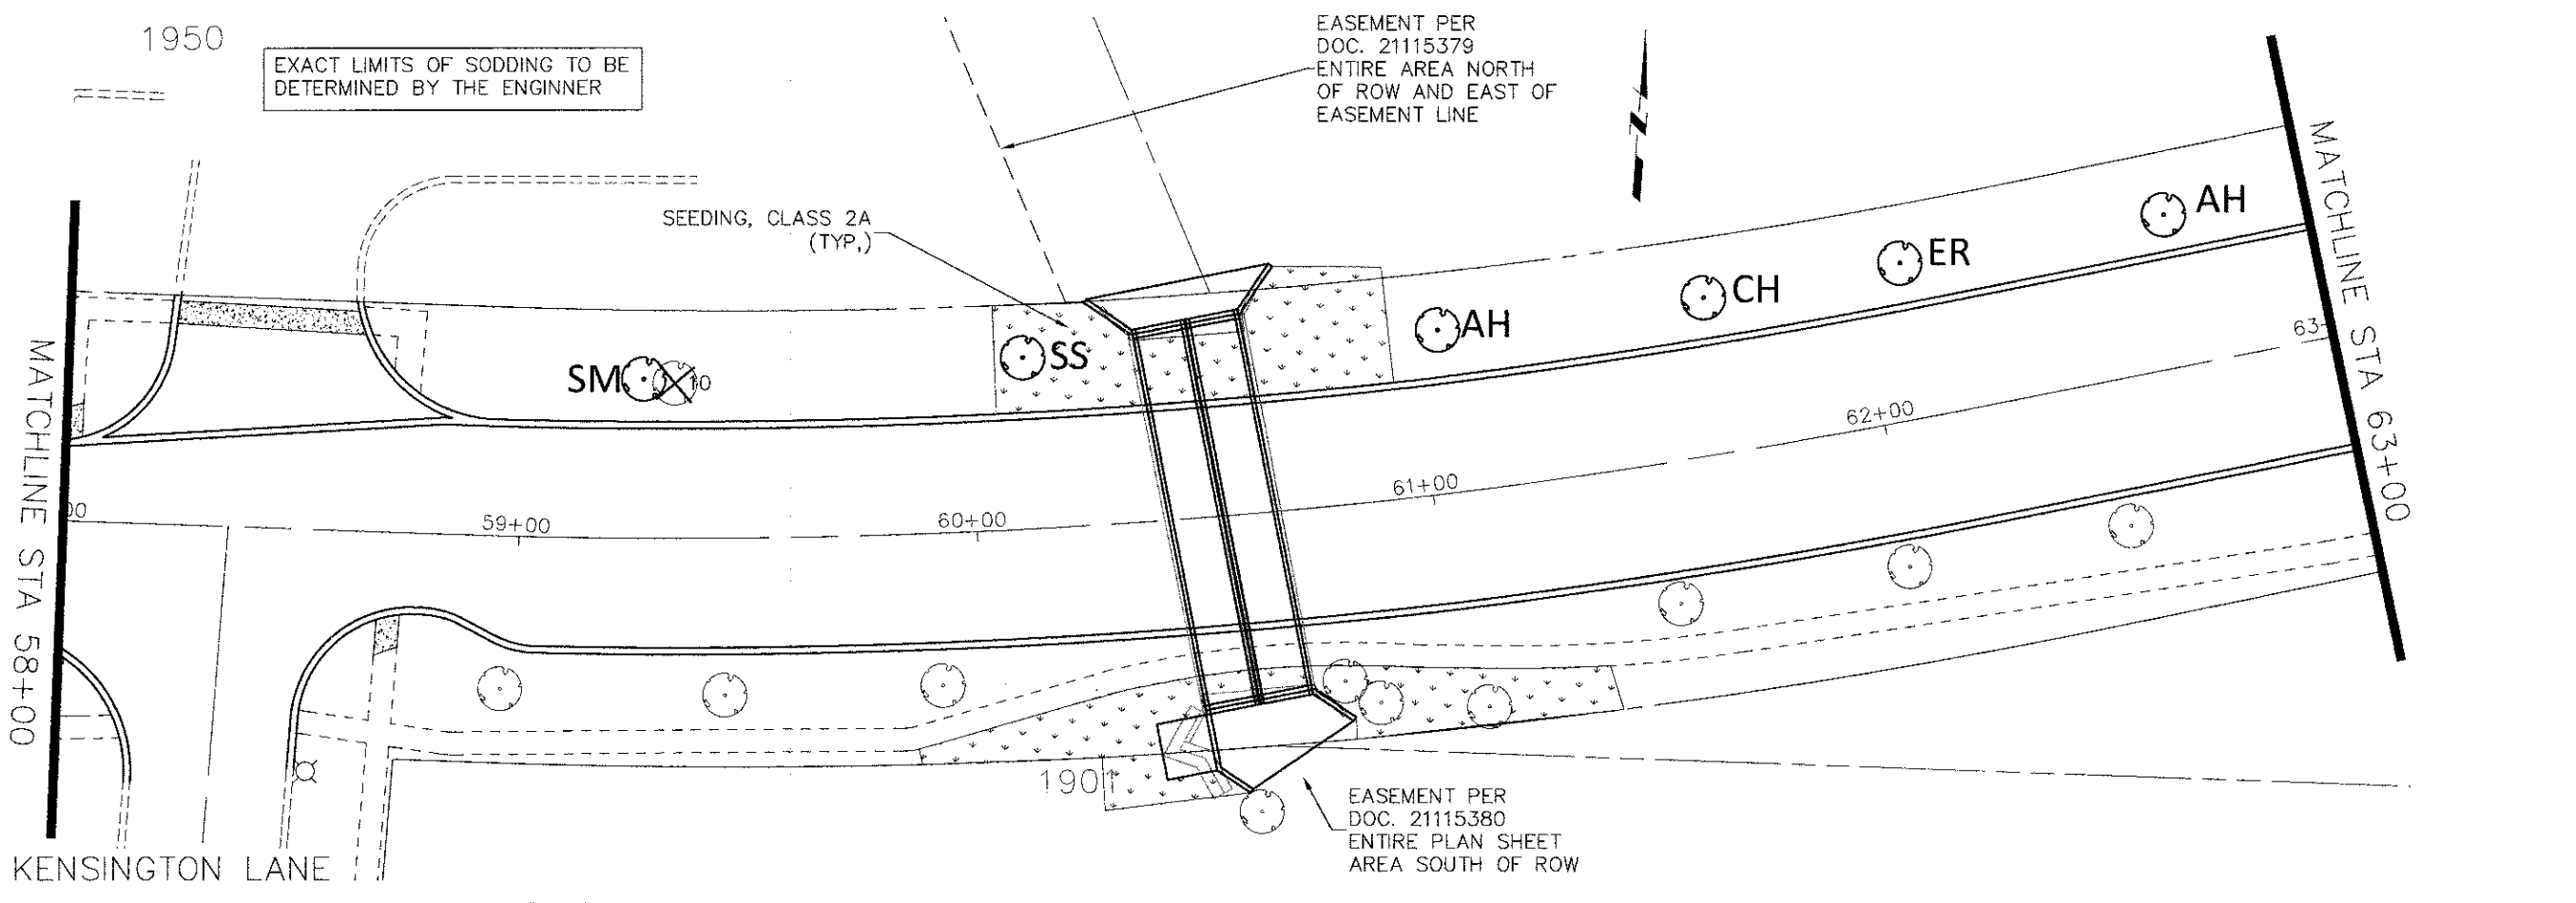 1950
EXACT LIMITS OF SODDING TO BE
DETERMINED BY THE ENGINNER
EASEMENT PER
DOC. 21115379
ENTIRE AREA NORTH
OF ROW AND EAST OF
EASEMENT LINE
N
SEEDING, CLASS 2A
(TYP.)
AH
ER
CH
AH
SS
SM
10
MATCHLINE STA 58+00
MATCHLINE STA 63+00
00
59+00
60+00
61+00
62+00
63+
1901
EASEMENT PER
DOC. 21115380
ENTIRE PLAN SHEET
AREA SOUTH OF ROW
KENSINGTON LANE